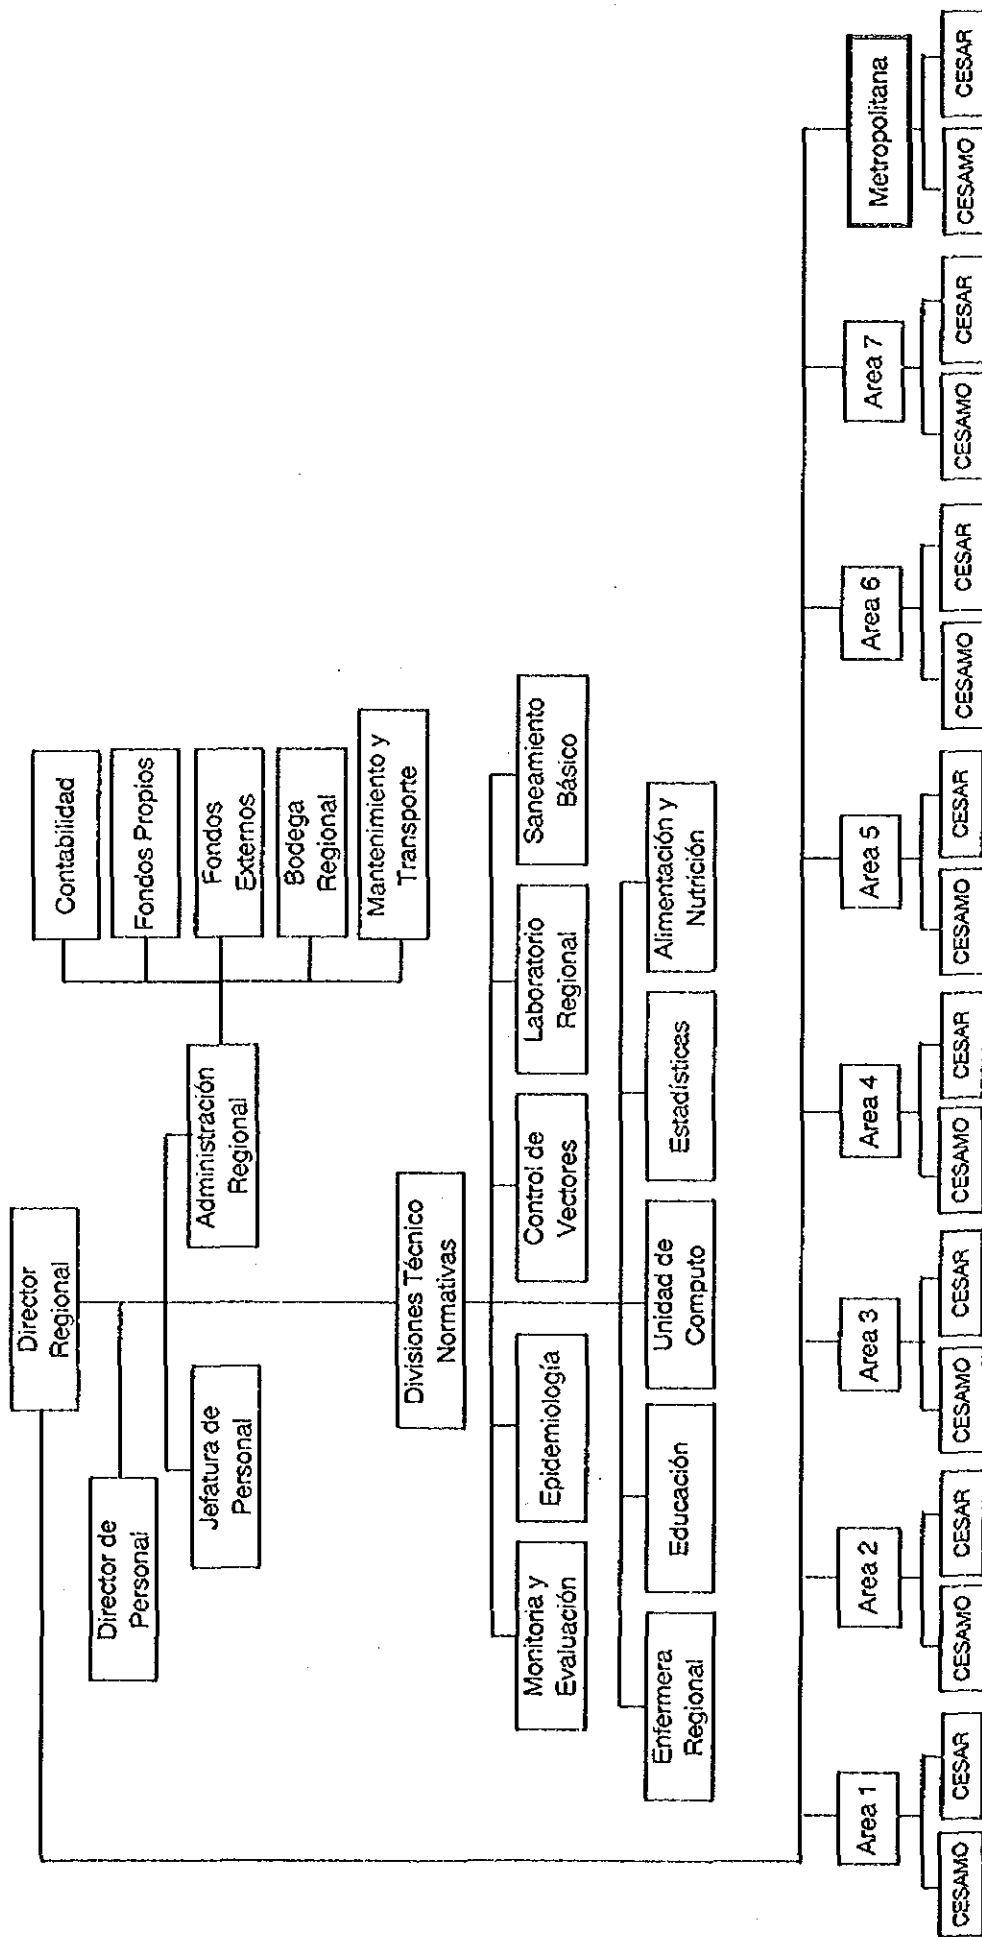 Director
Regional
Director de
Personal
Jefatura de
Personal
Administración
Regional
Contabilidad
Fondos Propios
Fondos
Externos
Bodega
Regional
Mantenimiento y
Transporte
Divisiones Técnico
Normativas
Monitoria y
Evaluación
Epidemiología
Control de
Vectores
Laboratorio
Regional
Saneamiento
Básico
Enfermera
Regional
Educación
Unidad de
Computo
Estadísticas
Alimentación y
Nutrición
Area 1
Area 2
Area 3
Area 4
Area 5
Area 6
Area 7
Metropolitana
CESAMO
CESAR
CESAMO
CESAR
CESAMO
CESAR
CESAMO
CESAR
CESAMO
CESAR
CESAMO
CESAR
CESAMO
CESAR
CESAMO
CESAR